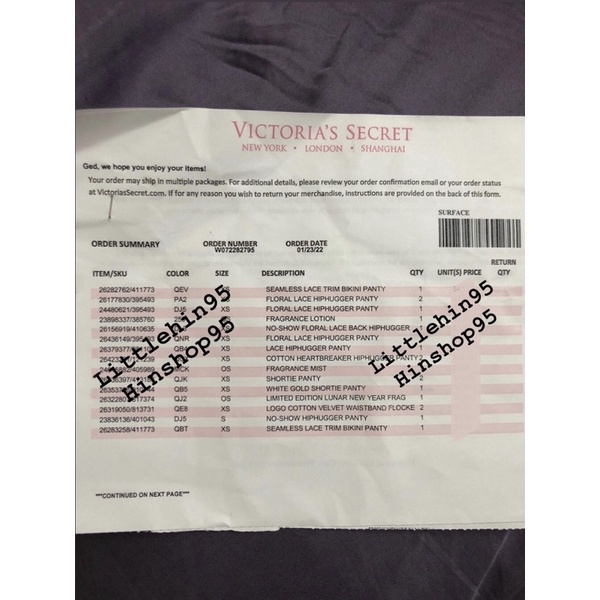 VICTORIA'S SECRET
NEW YORK • LONDON • SHANGHAI
Ged, we hope you enjoy your items!
Your order may ship in multiple packages. For additional details, please review your order confirmation email or your order status
at VictoriasSecret.com. If for any reason you wish to return your merchandise, instructions are provided on the back of this form.
SURFACE
ORDER SUMMARY ORDER NUMBER ORDER DATE
W072282795 01/23/22
RETURN
ITEM/SKU COLOR SIZE DESCRIPTION QTY UNIT(S) PRICE QTY
26282762/411773 QEV XS SEAMLESS LACE TRIM BIKINI PANTY 1
26177830/395493 PA2 FLORAL LACE HIPHUGGER PANTY 2
24480621/395493 DJ5 FLORAL LACE HIPHUGGER PANTY 1
23896337/385760 FRAGRANCE LOTION 1
26156919/410635 NO-SHOW FLORAL LACE BACK HIPHUGGER
QNR XS FLORAL LACE HIPHUGGER PANTY
XS LACE HIPHUGGER PANTY
XS COTTON HEARTBREAKER HIPHUGGER PANTY 2
OS FRAGRANCE MIST
QJK XS SHORTIE PANTY 2
QB5 XS WHITE GOLD SHORTIE PANTY 1
QJ2 OS LIMITED EDITION LUNAR NEW YEAR FRAG 1
26319050/813731 QE8 XS LOGO COTTON VELVET WAISTBAND FLOCKE 2
23836136/401043 DJ5 S NO-SHOW HIPHUGGER PANTY 1
26283258/411773 QBT XS SEAMLESS LACE TRIM BIKINI PANTY 1
***CONTINUED ON NEXT PAGE***
Littlehin95
Hinshop95
Littlehin95
Hinshop95